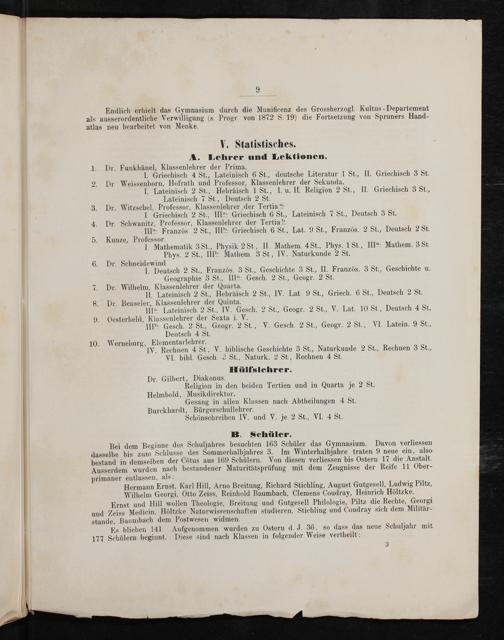 9
Endlich erhielt das Gymnasium durch die Munificenz des Grossherzogl. Kultus-Departement
als ausserordentliche Verwilligung (s. Progr. von 1872 S. 19) die Fortsetzung von Spruners Hand-
atlas neu bearbeitet von Menke.
V. Statistisches.
A. Lehrer und Lektionen.
1. Dr. Funkhänel, Klassenlehrer der Prima.
I. Griechisch 4 St., Lateinisch 6 St., deutsche Literatur 1 St., II. Griechisch 3 St.
2. Dr. Weissenborn, Hofrath und Professor, Klassenlehrer der Sekunda.
I. Lateinisch 2 St., Hebräisch 1 St., I. u. II. Religion 2 St., II. Griechisch 3 St.,
Lateinisch 7 St., Deutsch 2 St.
3. Dr. Witzschel, Professor, Klassenlehrer der Tertia a.
I. Griechisch 2 St., IIIa. Griechisch 6 St., Lateinisch 7 St., Deutsch 3 St.
4. Dr. Schwanitz, Professor, Klassenlehrer der Tertia b.
IIIa. Französ. 2 St., IIIb. Griechisch 6 St., Lat. 9 St., Französ. 2 St., Deutsch 2 St.
5. Kunze, Professor.
I. Mathematik 3 St., Physik 2 St., II. Mathem. 4 St., Phys. 1 St., IIIa. Mathem. 3 St.
Phys. 2 St., IIIb. Mathem. 3 St., IV. Naturkunde 2 St.
6. Dr. Schneidewind
I. Deutsch 2 St., Französ. 3 St., Geschichte 3 St., II. Französ. 3 St., Geschichte u.
Geographie 3 St., IIIa. Gesch. 2 St., Geogr. 2 St.
7. Dr. Wilhelm, Klassenlehrer der Quarta.
II. Lateinisch 2 St., Hebräisch 2 St., IV. Lat. 9 St., Griech. 6 St., Deutsch 2 St.
8. Dr. Benseler, Klassenlehrer der Quinta.
IIIb. Lateinisch 2 St., IV. Gesch. 2 St., Geogr. 2 St., V. Lat. 10 St., Deutsch 4 St.
9. Oesterheld, Klassenlehrer der Sexta i. V.
IIIb. Gesch. 2 St., Geogr. 2 St., V. Gesch. 2 St., Geogr. 2 St., VI. Latein. 9 St.,
Deutsch 4 St.
10. Werneburg, Elementarlehrer.
IV. Rechnen 4 St., V. biblische Geschichte 3 St., Naturkunde 2 St., Rechnen 3 St.,
VI. bibl. Gesch. 3 St., Naturk. 2 St., Rechnen 4 St.
Hülfslehrer.
Dr. Gilbert, Diakonus.
Religion in den beiden Tertien und in Quarta je 2 St.
Helmbold, Musikdirektor,
Gesang in allen Klassen nach Abtheilungen 4 St.
Burckhardt, Bürgerschullehrer.
Schönschreiben IV. und V. je 2 St., VI. 4 St.
B. Schüler.
Bei dem Beginne des Schuljahres besuchten 163 Schüler das Gymnasium. Davon verliessen
dasselbe bis zum Schlusse des Sommerhalbjahres 3. Im Winterhalbjahre traten 9 neue ein, also
bestand in demselben der Cötus aus 169 Schülern. Von diesen verliessen bis Ostern 17 die Anstalt.
Ausserdem wurden nach bestandener Maturitätsprüfung mit dem Zeugnisse der Reife 11 Ober-
primaner entlassen, als:
Hermann Ernst, Karl Hill, Arno Breitung, Richard Stichling, August Gutgesell, Ludwig Piltz,
Wilhelm Georgi, Otto Zeiss, Reinhold Baumbach, Clemens Coudray, Heinrich Höltzke.
Ernst und Hill wollen Theologie, Breitung und Gutgesell Philologie, Piltz die Rechte, Georgi
und Zeiss Medicin, Höltzke Naturwissenschaften studieren, Stichling und Coudray sich dem Militär-
stande, Baumbach dem Postwesen widmen.
Es blieben 141. Aufgenommen wurden zu Ostern d. J. 36, so dass das neue Schuljahr mit
177 Schülern beginnt. Diese sind nach Klassen in folgender Weise vertheilt:
3